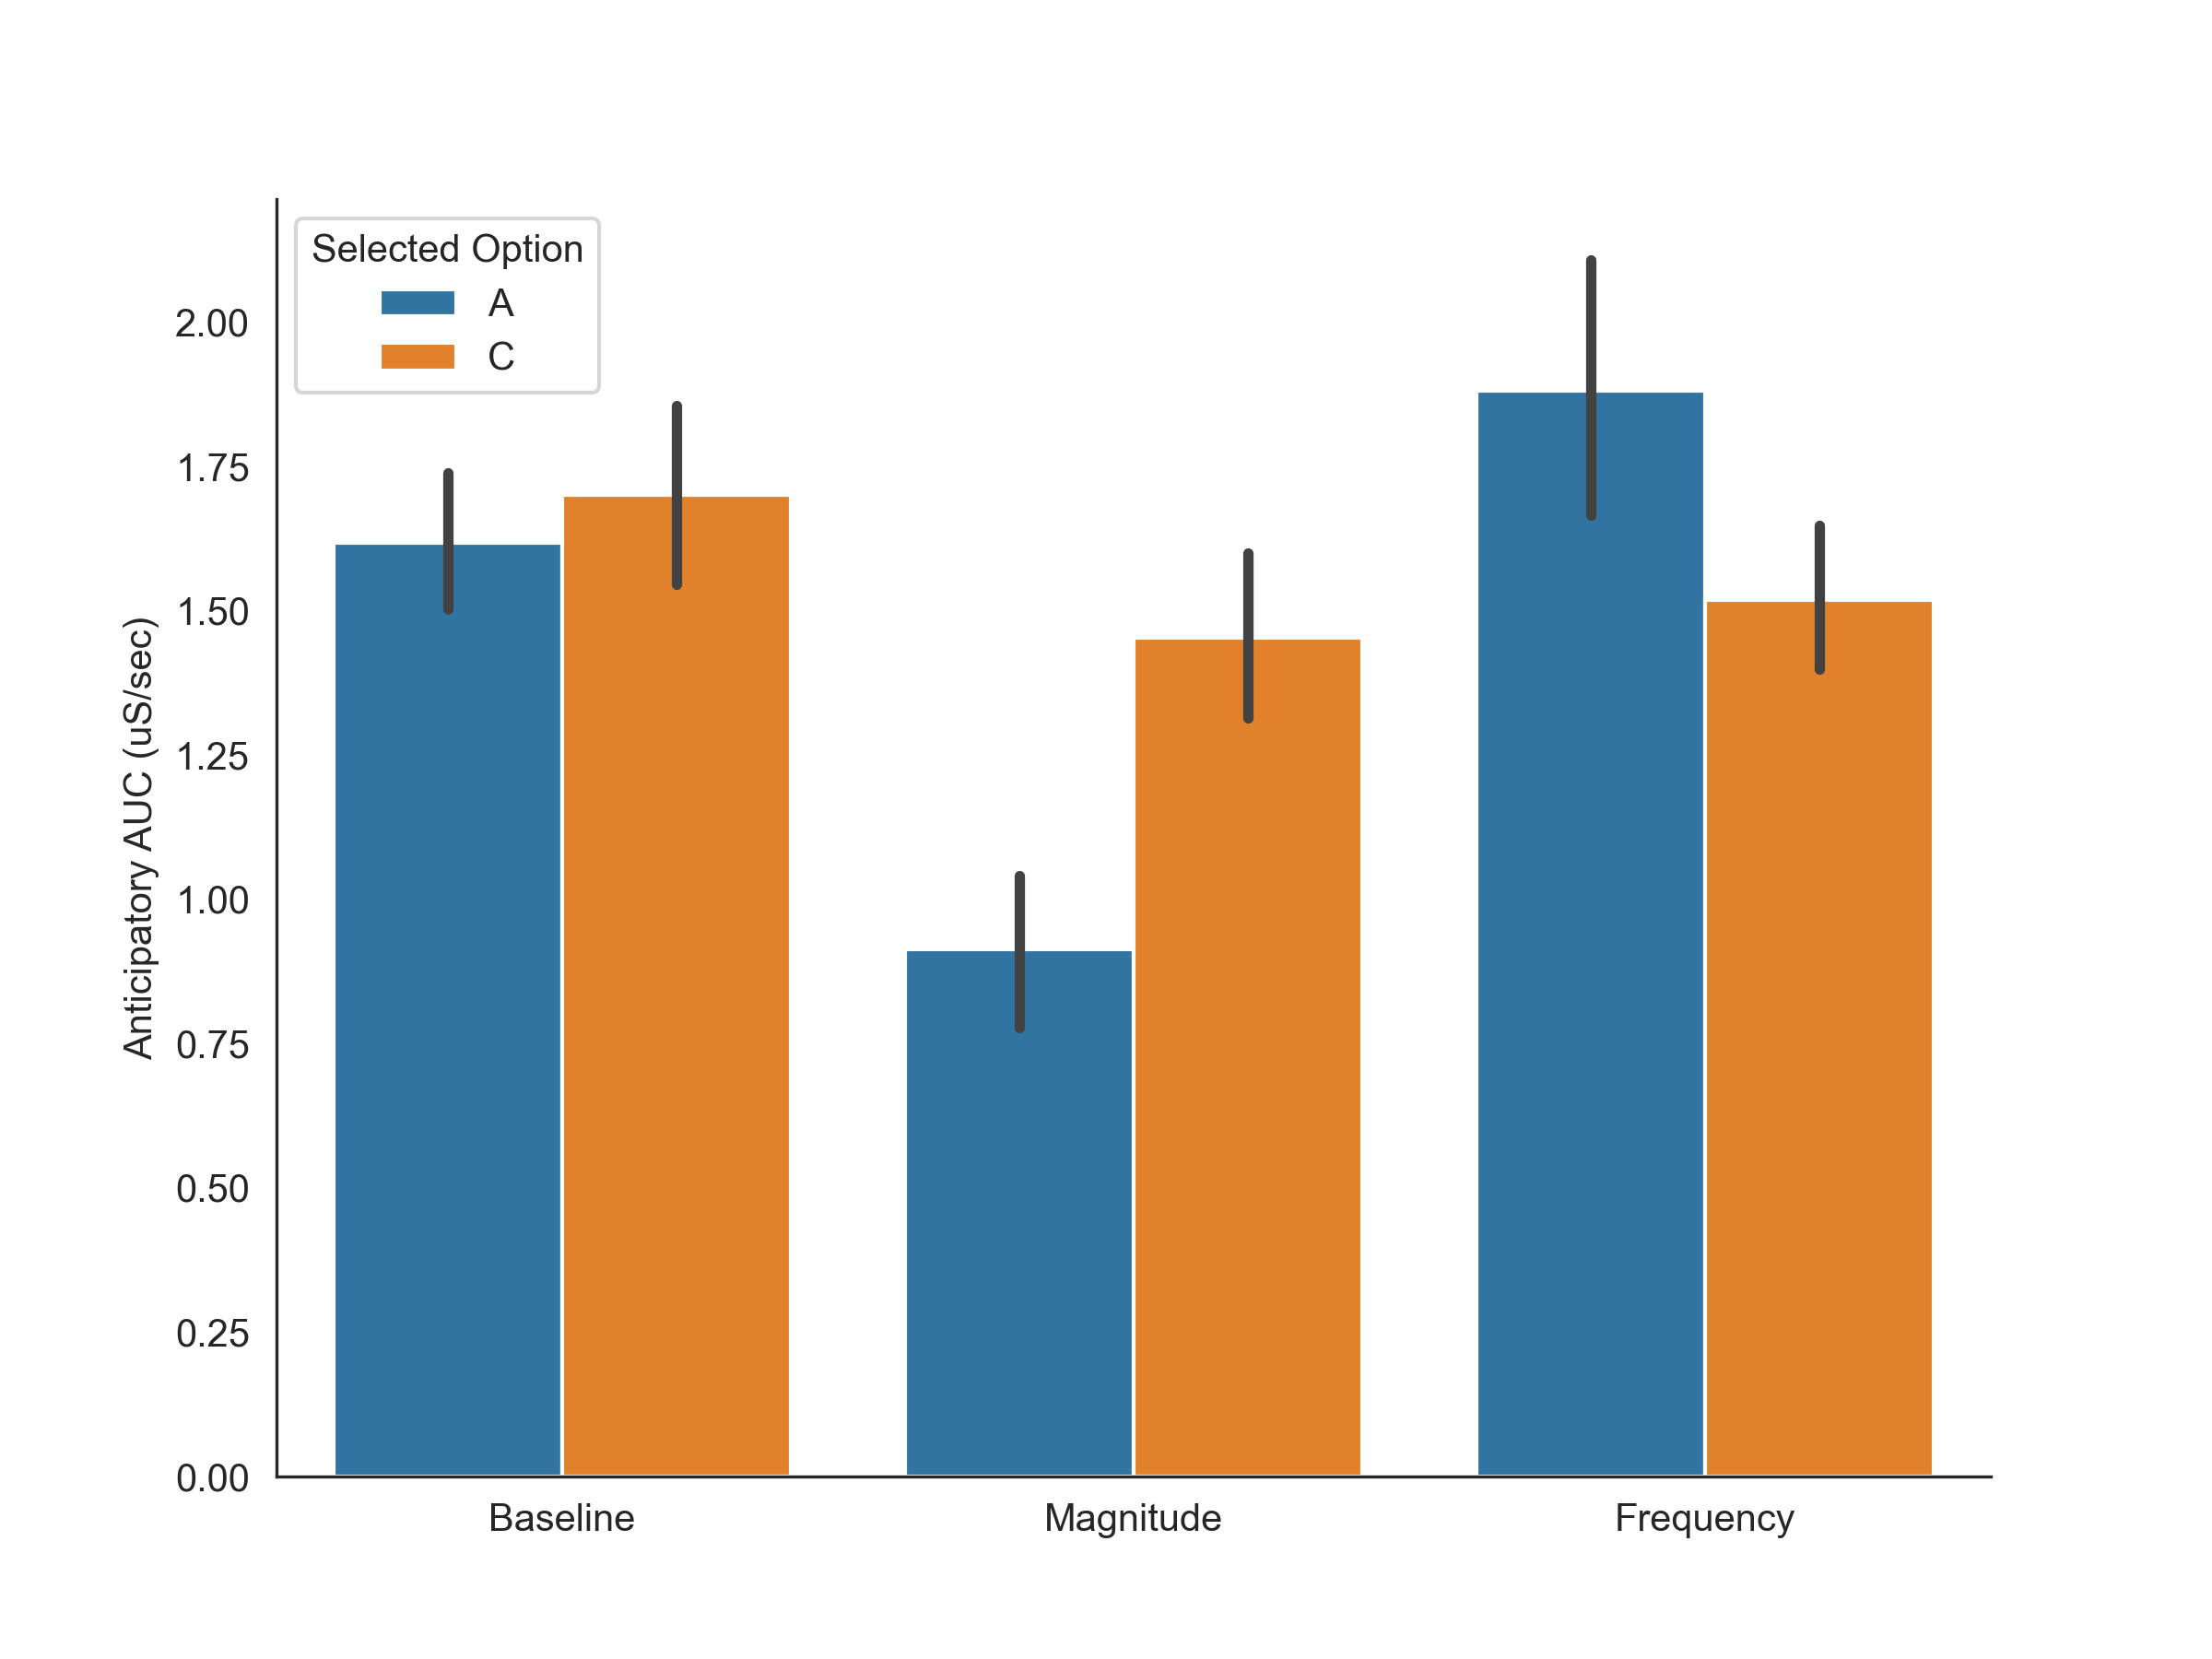 Selected Option
A
C
2.00
1.75
1.50
1.25
1.00
0.75
0.50
0.25
0.00
Anticipatory AUC (uS/sec)
Baseline Magnitude Frequency